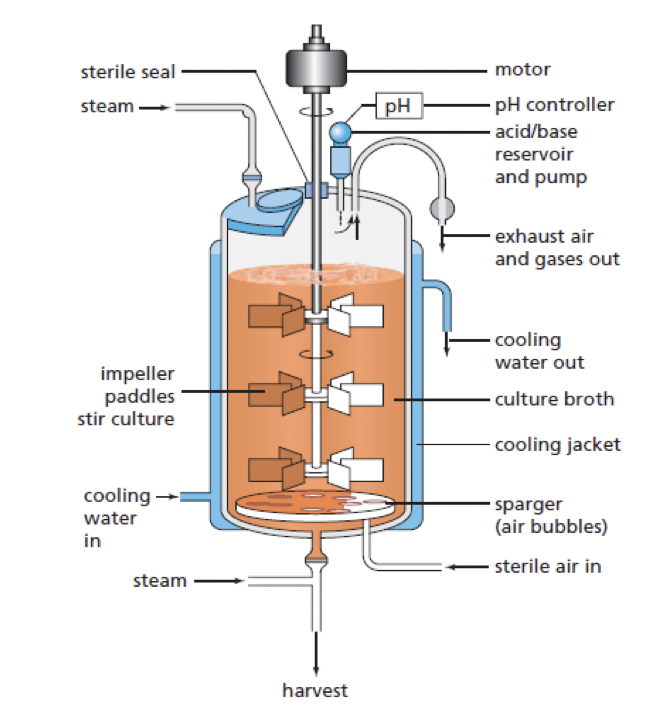 sterile seal
motor
steam
pH
pH controller
acid/base
reservoir
and pump
exhaust air
and gases out
cooling
water out
impeller
paddles
stir culture
culture broth
cooling jacket
cooling
water
in
sparger
(air bubbles)
sterile air in
steam
harvest